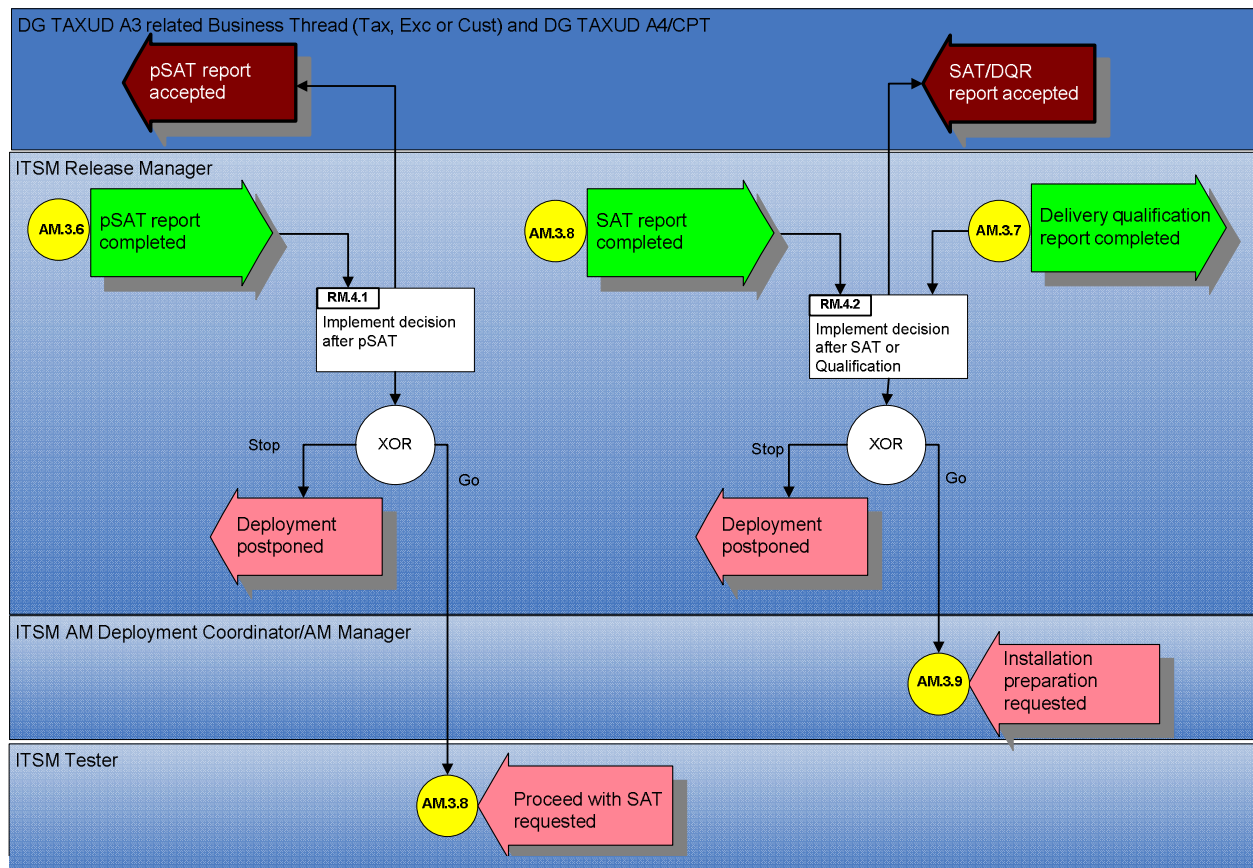 DG TAXUD A3 related Business Thread (Tax, Exc or Cust) and DG TAXUD A4/CPT
pSAT report
accepted
SAT/DQR
report accepted
ITSM Release Manager
AM.3.6
pSAT report
completed
AM.3.8
SAT report
completed
AM.3.7
Delivery qualification
report completed
RM.4.1
Implement decision
after pSAT
RM.4.2
Implement decision
after SAT or
Qualification
XOR
Stop
Go
XOR
Stop
Go
Deployment
postponed
Deployment
postponed
ITSM AM Deployment Coordinator/AM Manager
AM.3.9
Installation
preparation
requested
ITSM Tester
AM.3.8
Proceed with SAT
requested